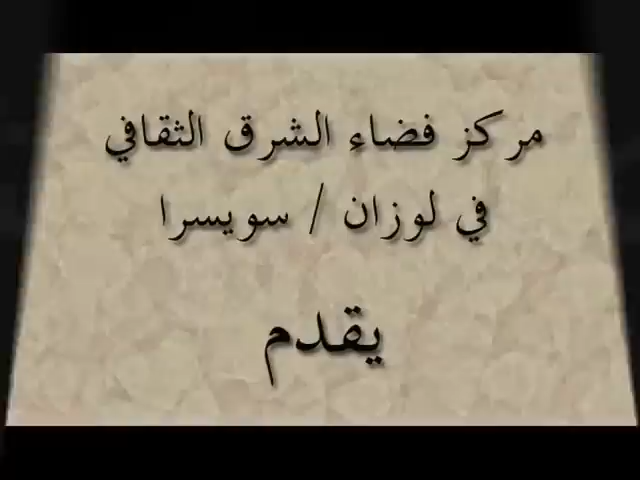 مركز فضاء الشرق الثقافي
في لوزان / سويسرا
يقدم